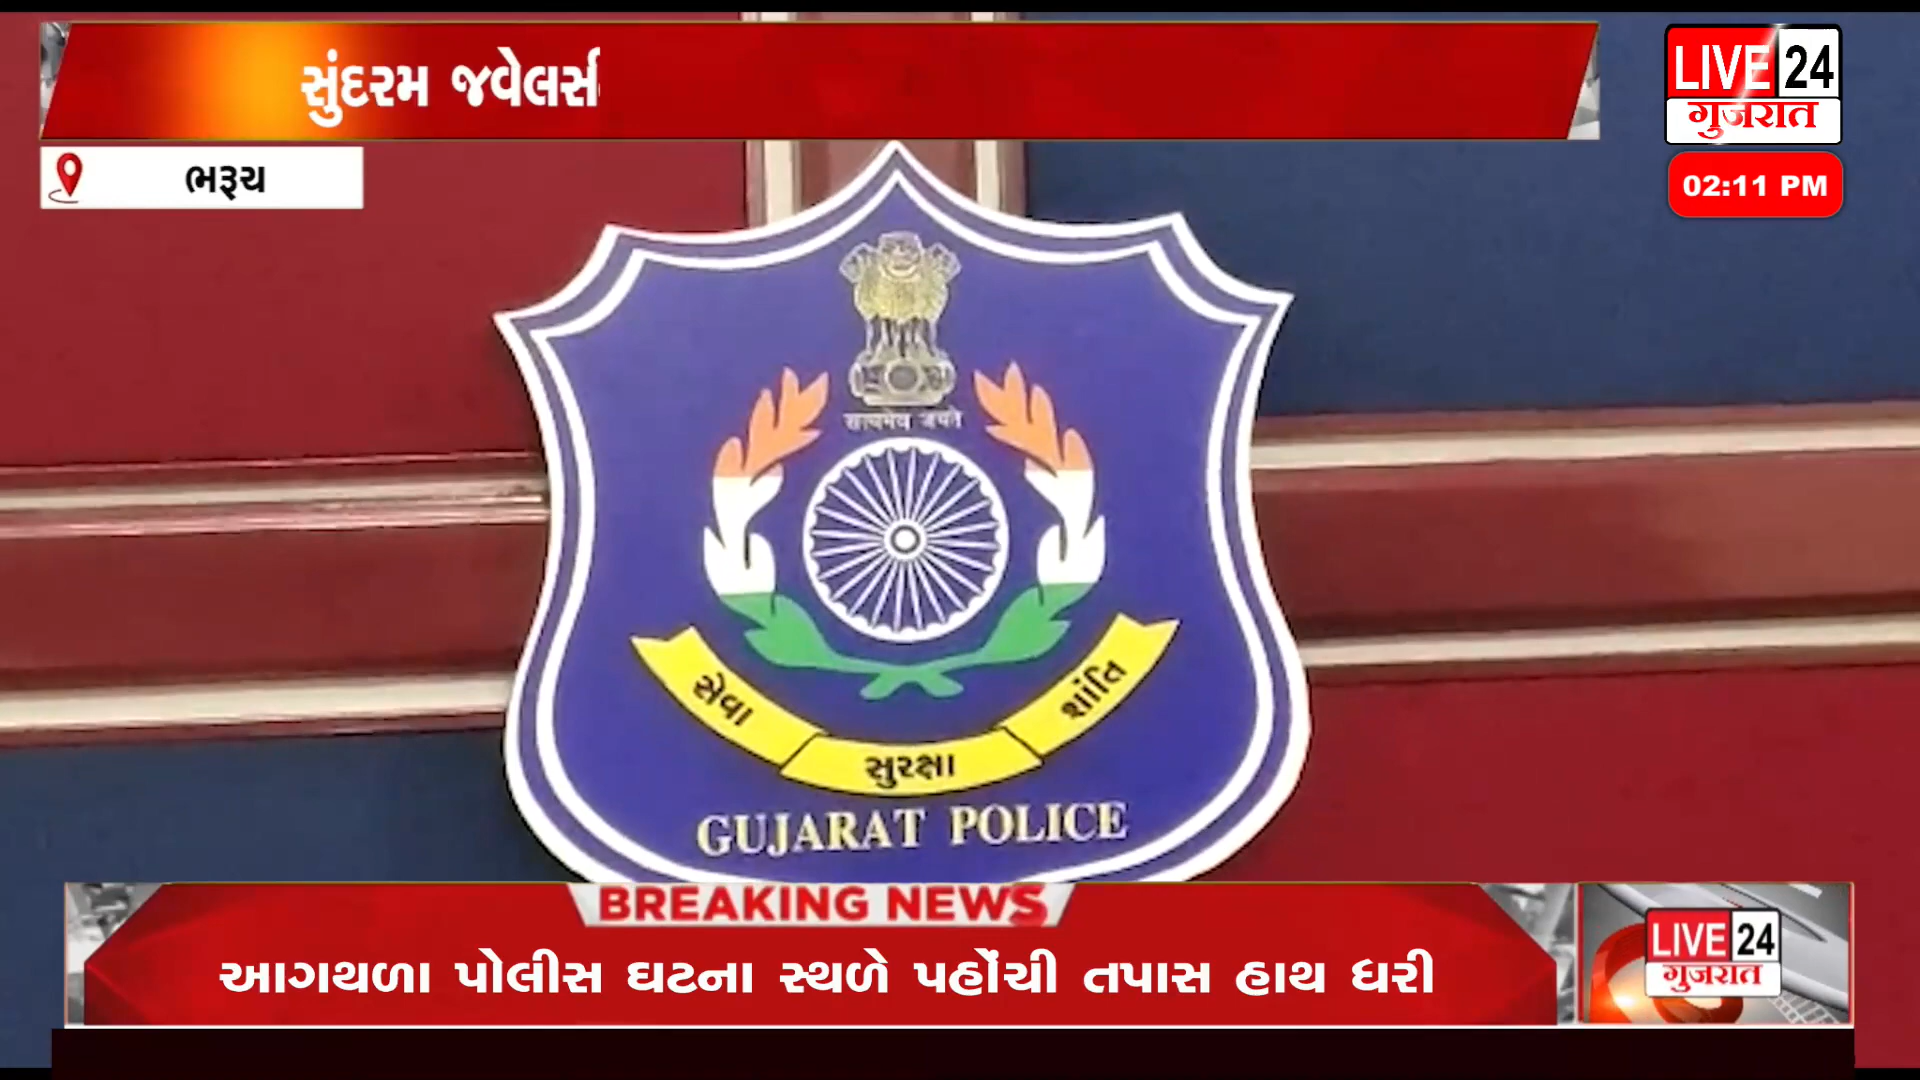 સુંદરમ જવેલર્સ
LIVE 24
गुजरात
ભરૂચ
02:11 PM
सत्यमेव जयते
સેવા
સુરક્ષા
શાંતિ
GUJARAT POLICE
BREAKING NEWS
આગથળા પોલીસ ઘટના સ્થળે પહોંચી તપાસ હાથ ધરી
LIVE 24
गुजरात